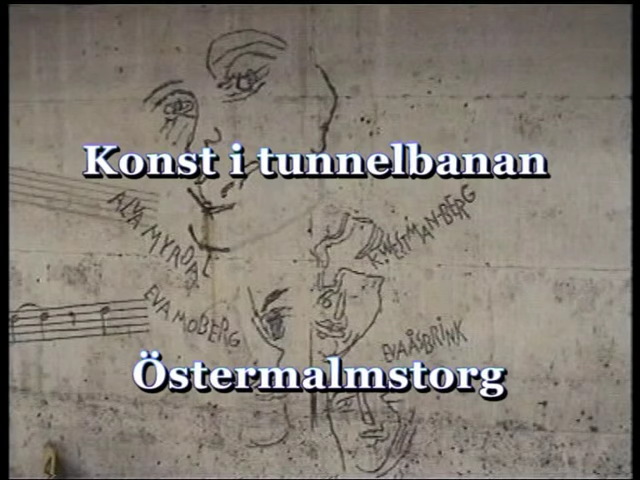 Konst i tunnelbanan
ALVA MYRDAL
K. WESTMAN-BERG
EVA MOBERG
EVA ÅSBRINK
Östermalmstorg